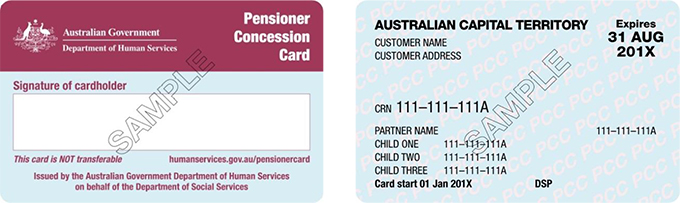 Australian Government
Department of Human Services
Pensioner
Concession
Card
Signature of cardholder
SAMPLE
This card is NOT transferable humanservices.gov.au/pensionercard
Issued by the Australian Government Department of Human Services
on behalf of the Department of Social Services
AUSTRALIAN CAPITAL TERRITORY
Expires
31 AUG
201X
CUSTOMER NAME
CUSTOMER ADDRESS
SAMPLE
CRN 111-111-111A
PARTNER NAME 111-111-111A
CHILD ONE 111-111-111A
CHILD TWO 111-111-111A
CHILD THREE 111-111-111A
Card start 01 Jan 201X DSP
PCC PCC PCC